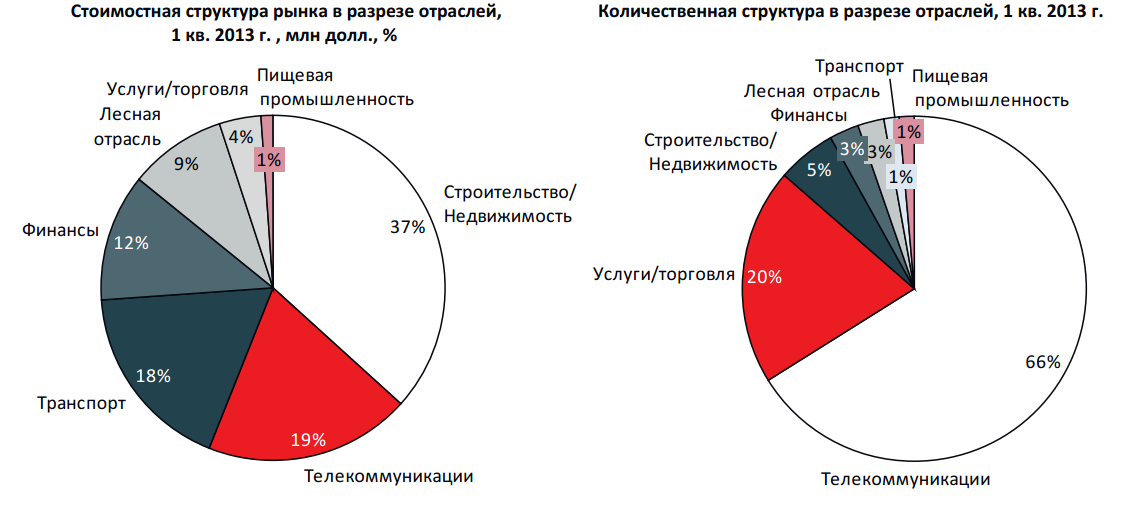 Стоимостная структура рынка в разрезе отраслей,
1 кв. 2013 г. , млн долл., %
Пищевая
промышленность
Услуги/торговля
Лесная
отрасль
4%
1%
9%
Строительство/
Недвижимость
37%
Финансы
12%
18%
Транспорт
19%
Телекоммуникации
Количественная структура в разрезе отраслей, 1 кв. 2013 г.
Транспорт
Пищевая
промышленность
Лесная отрасль
Финансы
Строительство/
Недвижимость
1%
3%
3%
5%
1%
Услуги/торговля
20%
66%
Телекоммуникации